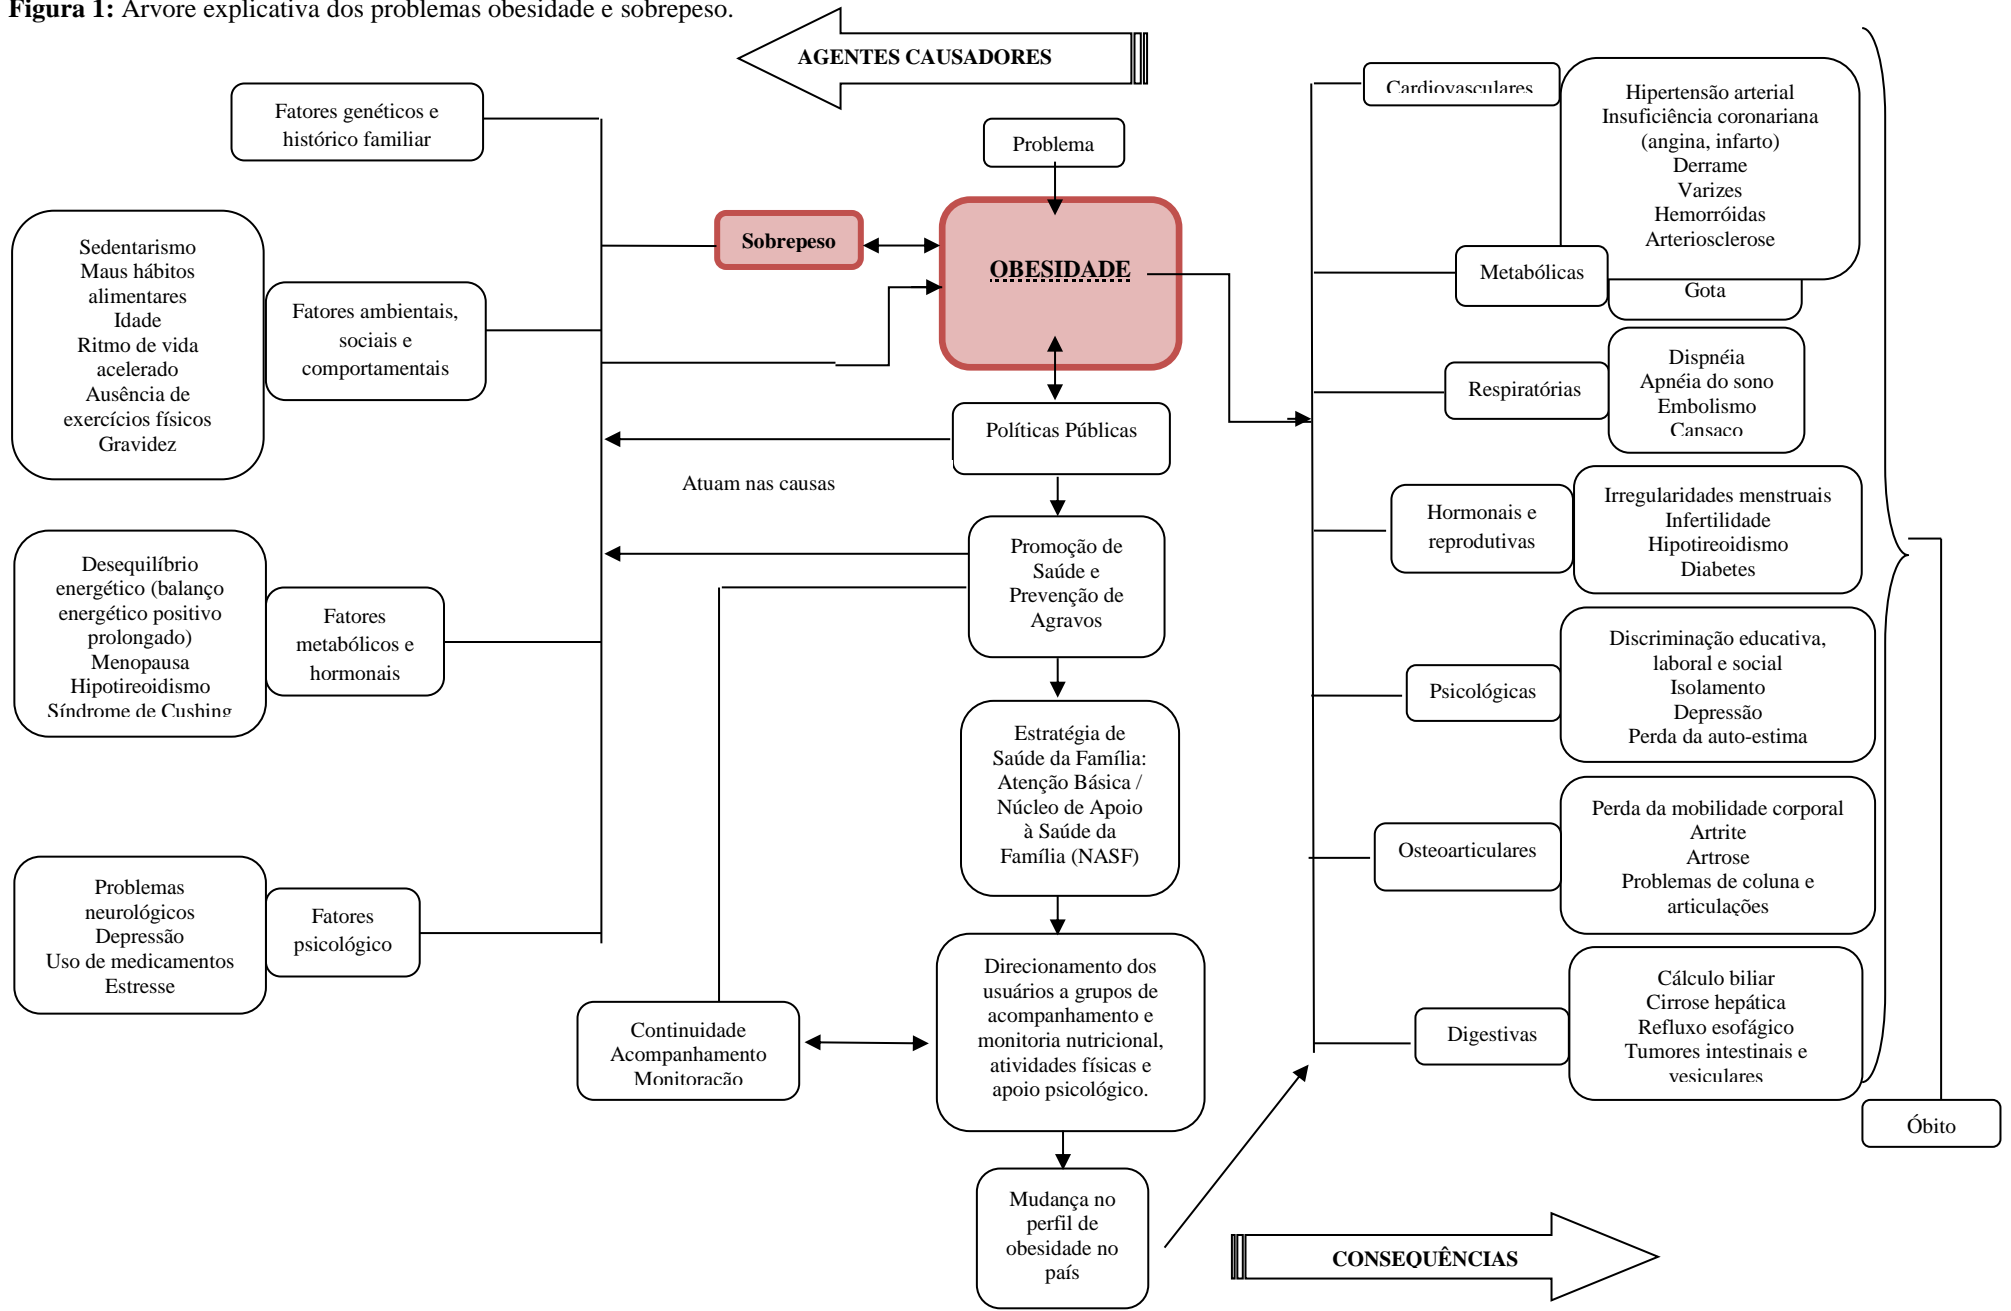 Figura 1: Árvore explicativa dos problemas obesidade e sobrepeso.
AGENTES CAUSADORES
Fatores genéticos e
histórico familiar
Sedentarismo
Maus hábitos
alimentares
Idade
Ritmo de vida
acelerado
Ausência de
exercícios físicos
Gravidez
Fatores ambientais,
sociais e
comportamentais
Desequilíbrio
energético (balanço
energético positivo
prolongado)
Menopausa
Hipotireoidismo
Síndrome de Cushing
Fatores
metabólicos e
hormonais
Problemas
neurológicos
Depressão
Uso de medicamentos
Estresse
Fatores
psicológico
Problema
Sobrepeso
OBESIDADE
Políticas Públicas
Atuam nas causas
Promoção de
Saúde e
Prevenção de
Agravos
Estratégia de
Saúde da Família:
Atenção Básica /
Núcleo de Apoio
à Saúde da
Família (NASF)
Direcionamento dos
usuários a grupos de
acompanhamento e
monitoria nutricional,
atividades físicas e
apoio psicológico.
Continuidade
Acompanhamento
Monitoração
Mudança no
perfil de
obesidade no
país
Cardiovasculares
Hipertensão arterial
Insuficiência coronariana
(angina, infarto)
Derrame
Varizes
Hemorróidas
Arteriosclerose
Metabólicas
Gota
Respiratórias
Dispnéia
Apnéia do sono
Embolismo
Cansaço
Hormonais e
reprodutivas
Irregularidades menstruais
Infertilidade
Hipotireoidismo
Diabetes
Psicológicas
Discriminação educativa,
laboral e social
Isolamento
Depressão
Perda da auto-estima
Osteoarticulares
Perda da mobilidade corporal
Artrite
Artrose
Problemas de coluna e
articulações
Digestivas
Cálculo biliar
Cirrose hepática
Refluxo esofágico
Tumores intestinais e
vesiculares
Óbito
CONSEQUÊNCIAS